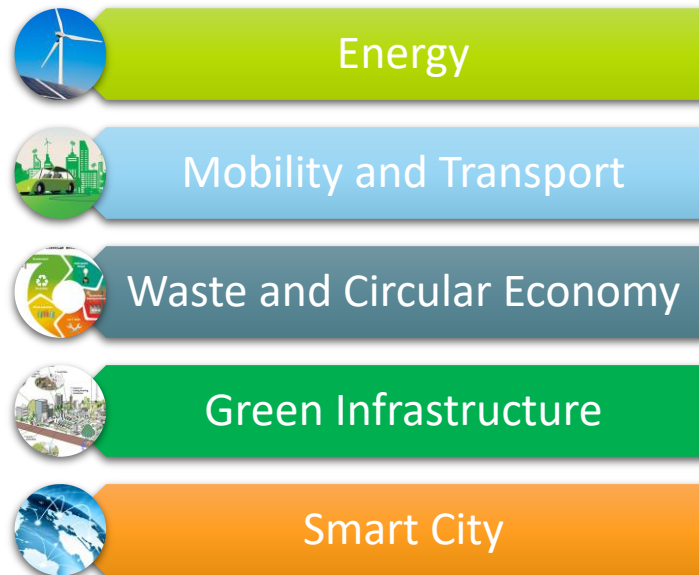 Energy
Mobility and Transport
Waste and Circular Economy
Green Infrastructure
Smart City